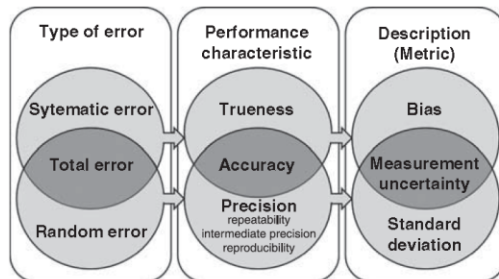 Type of error
Sytematic error
Total error
Random error
Performance
characteristic
Trueness
Accuracy
Precision
repeatability
intermediate precision
reproducibility
Description
(Metric)
Bias
Measurement
uncertainty
Standard
deviation